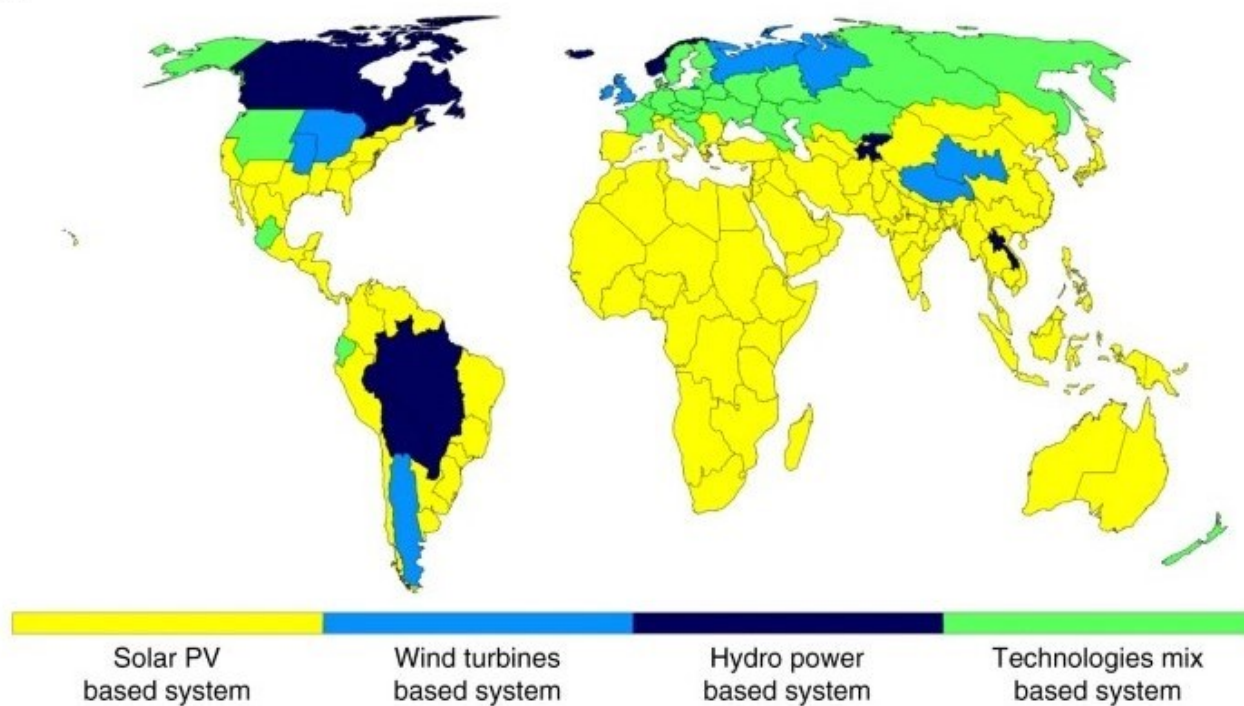 Solar PV
based system
Wind turbines
based system
Hydro power
based system
Technologies mix
based system